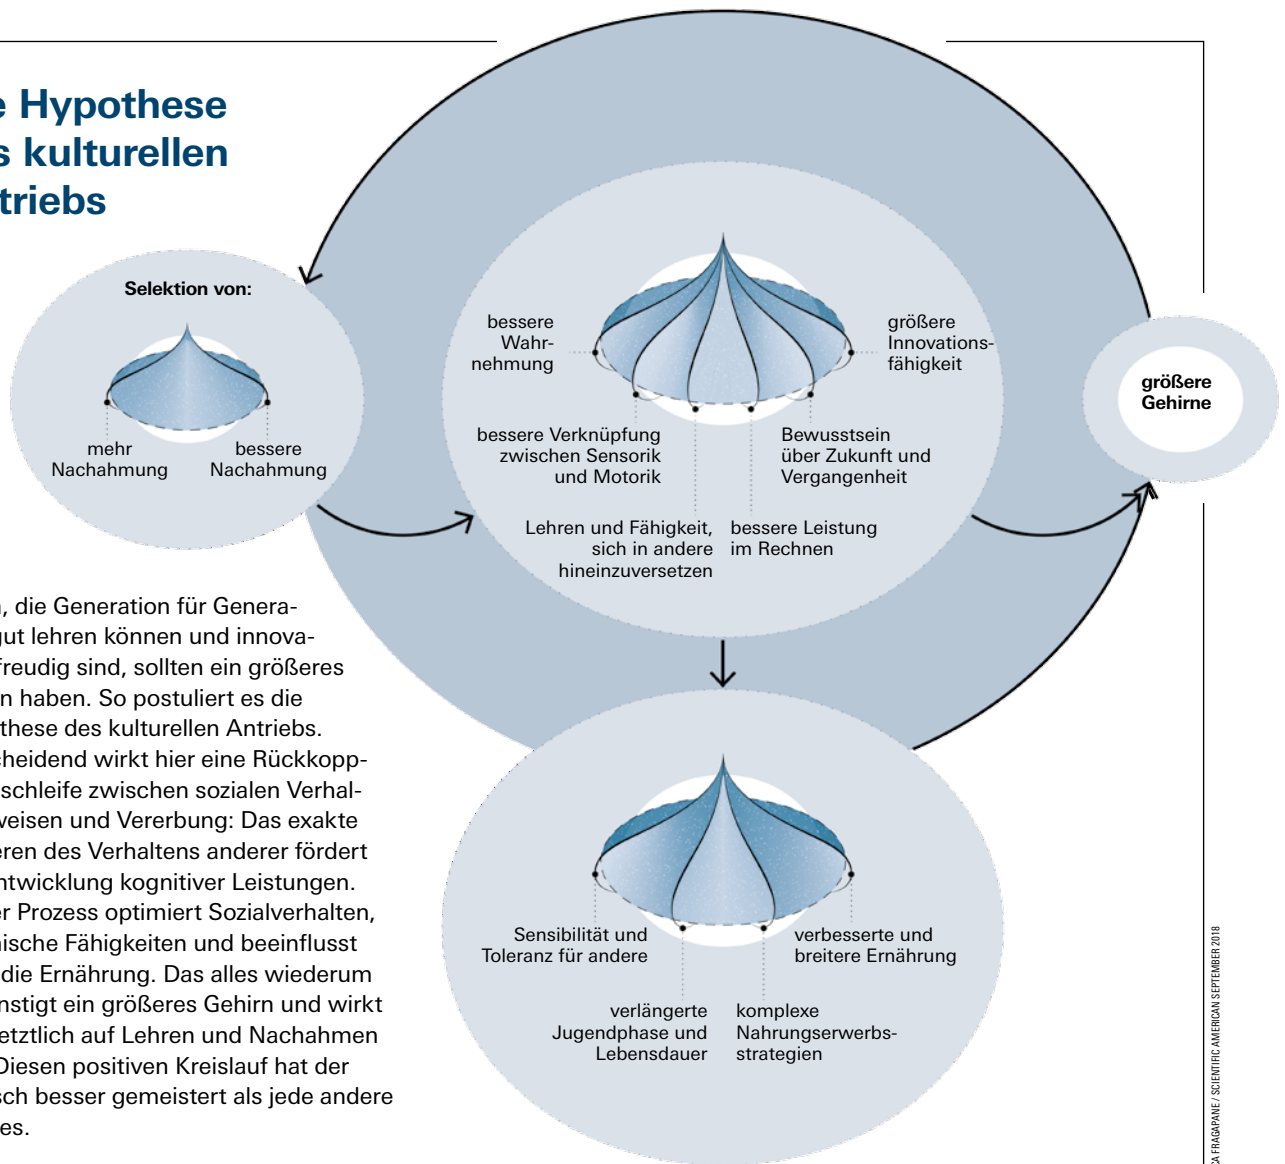 e Hypothese
s kulturellen
triebs
Selektion von:
mehr
Nachahmung
bessere
Nachahmung
bessere
Wahr-
nehmung
größere
Innovations-
fähigkeit
bessere Verknüpfung
zwischen Sensorik
und Motorik
Bewusstsein
über Zukunft und
Vergangenheit
Lehren und Fähigkeit,
sich in andere
hineinzuversetzen
bessere Leistung
im Rechnen
größere
Gehirne
Sensibilität und
Toleranz für andere
verbesserte und
breitere Ernährung
verlängerte
Jugendphase und
Lebensdauer
komplexe
Nahrungserwerbs-
strategien
, die Generation für Genera-
gut lehren können und innova-
freudig sind, sollten ein größeres
n haben. So postuliert es die
these des kulturellen Antriebs.
cheidend wirkt hier eine Rückkopp-
schleife zwischen sozialen Verhal-
weisen und Vererbung: Das exakte
eren des Verhaltens anderer fördert
ntwicklung kognitiver Leistungen.
er Prozess optimiert Sozialverhalten,
nische Fähigkeiten und beeinflusst
die Ernährung. Das alles wiederum
nstigt ein größeres Gehirn und wirkt
etztlich auf Lehren und Nachahmen
Diesen positiven Kreislauf hat der
sch besser gemeistert als jede andere
es.
CA FRAGAPANE / SCIENTIFIC AMERICAN SEPTEMBER 2018